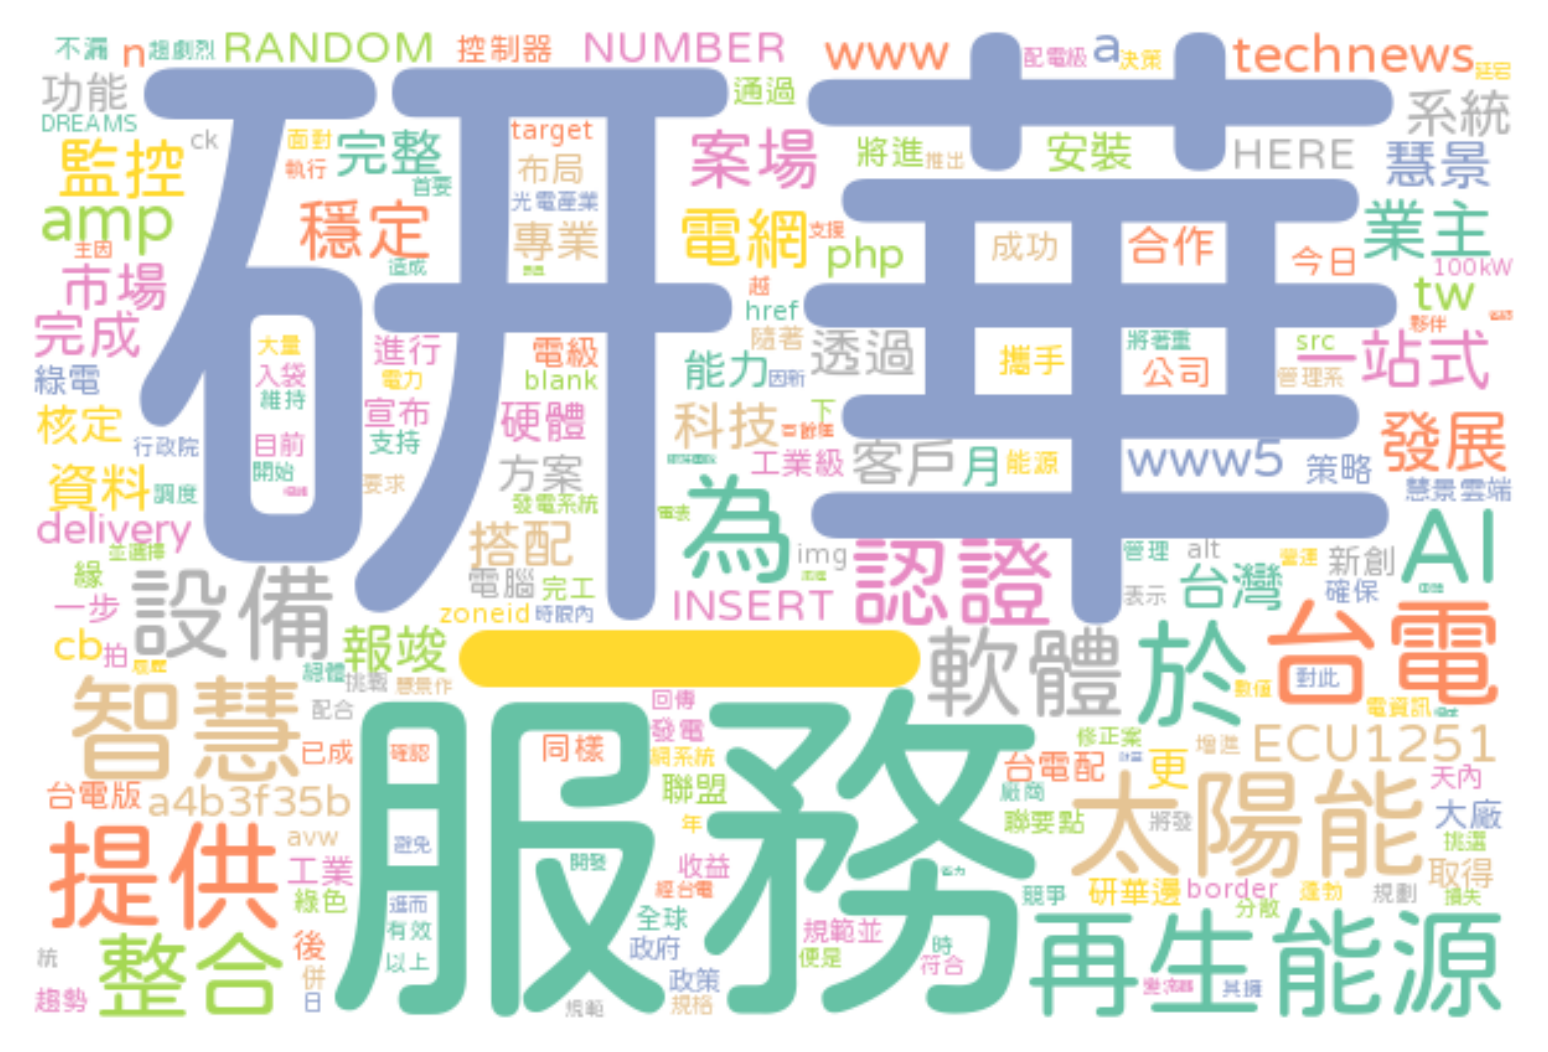 不漏 n 趨劇烈 RANDOM 控制器 NUMBER www 配電級 a 決策 technews
功能 通過 系統
DREAMS ck 面對 完整 target 案場 將進 推出 安裝 HERE 慧景
監控 執行 首要 布局
amp 穩定 光電產業 專業 電網 支援 php 成功 合作 今日 業主
主因 造成 100kW
市場 越 href tw
完成 大量 進行 電級 隨著 透過 攜手 將著重 夥伴 src 一站式
綠電 入袋 電力 blank 能力 因新 公司 管理系
維持
核定 行政院 目前 宣布 支持 硬體 科技 下 發展
研華
資料 調度 開始 要求 方案 工業級 客戶 月 能源 www5 策略
發電系統 慧景雲端
delivery 並選擇 搭配 電表 為 img 認證 管理 alt 營運 新創 AI
緣 設備 電腦 完工 台灣 確保
一步 zoneid 時限內 INSERT 表示
cb 拍 報竣 一 軟體 於 台電
總體 挑戰 慧景作 對此
智慧 配合 回傳 數值 電資訊
已成 確認 同樣 發電 修正案 增進 ECU1251
網系統 台電配 更 天內
台電版 a4b3f35b 服務 聯盟 廠商 太陽能
avw 年 聯要點 將發 大廠
提供 工業 避免 開發 收益 挑選
綠色 進而 經台電 競爭 研華邊 border 蓬勃 規劃 取得
有效 全球 分散 損失
整合 後 以上 政府 規範並 時 再生能源
統 併 便是 符合
趨勢 日 規範 政策 變流器 其擁
規格